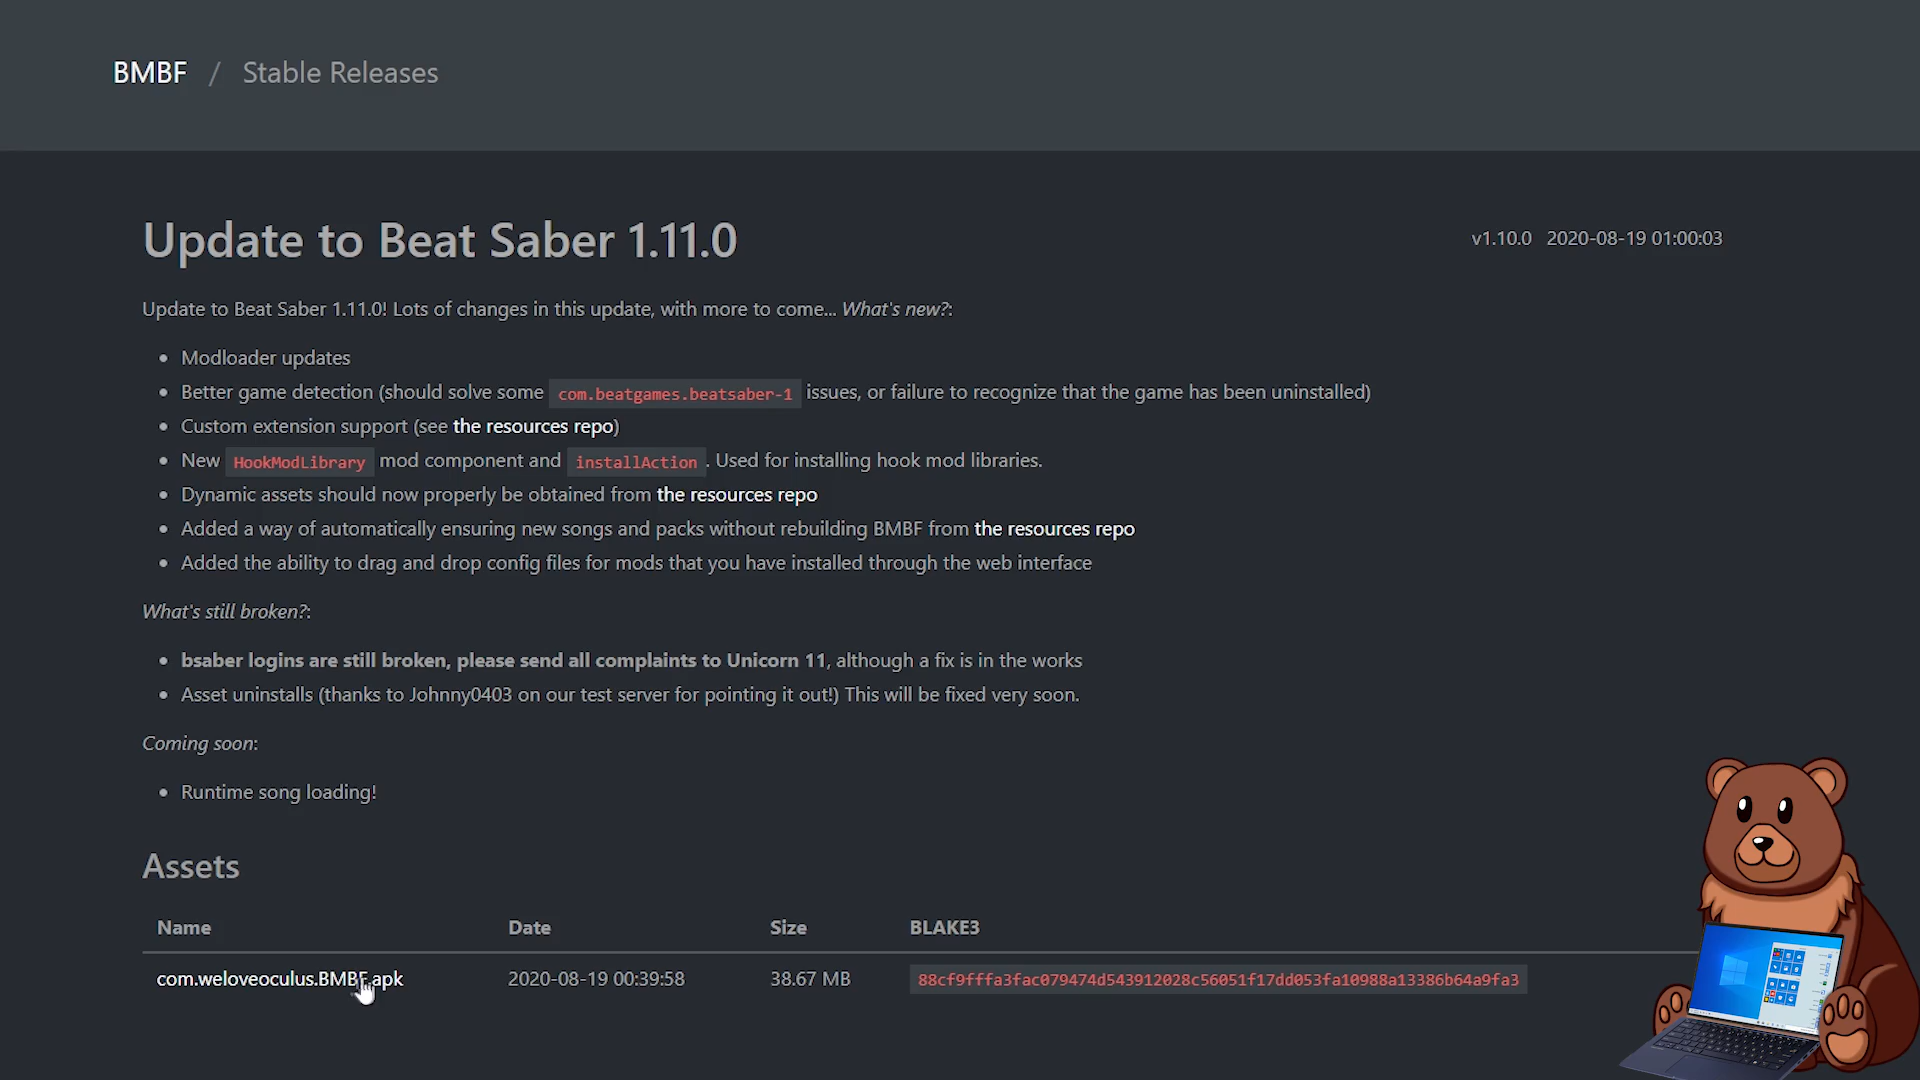 BMBF / Stable Releases
Update to Beat Saber 1.11.0
v1.10.0 2020-08-19 01:00:03
Update to Beat Saber 1.11.0! Lots of changes in this update, with more to come... What's new?:
• Modloader updates
• Better game detection (should solve some com.beatgames.beatsaber-1 issues, or failure to recognize that the game has been uninstalled)
• Custom extension support (see the resources repo)
• New HookModLibrary mod component and installAction. Used for installing hook mod libraries.
• Dynamic assets should now properly be obtained from the resources repo
• Added a way of automatically ensuring new songs and packs without rebuilding BMBF from the resources repo
• Added the ability to drag and drop config files for mods that you have installed through the web interface
What's still broken?:
• bsaber logins are still broken, please send all complaints to Unicorn 11, although a fix is in the works
• Asset uninstalls (thanks to Johnny0403 on our test server for pointing it out!) This will be fixed very soon.
Coming soon:
• Runtime song loading!
Assets
Name Date Size BLAKE3
com.weloveoculus.BMBF.apk 2020-08-19 00:39:58 38.67 MB 88cf9fffa3fac079474d543912028c56051f17dd053fa10988a13386b64a9fa3